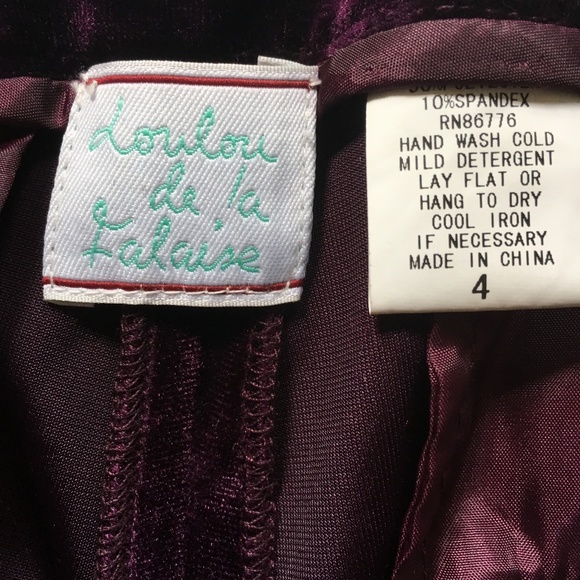 Loulou
de la
Falaise
10%SPANDEX
RN86776
HAND WASH COLD
MILD DETERGENT
LAY FLAT OR
HANG TO DRY
COOL IRON
IF NECESSARY
MADE IN CHINA
4